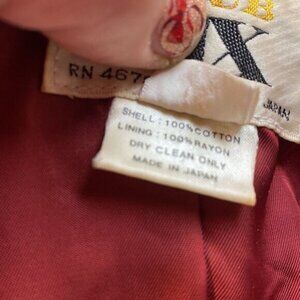 X
RN 467
JAPAN
SHELL: 100% COTTON
LINING: 100% RAYON
DRY CLEAN ONLY
MADE IN JAPAN